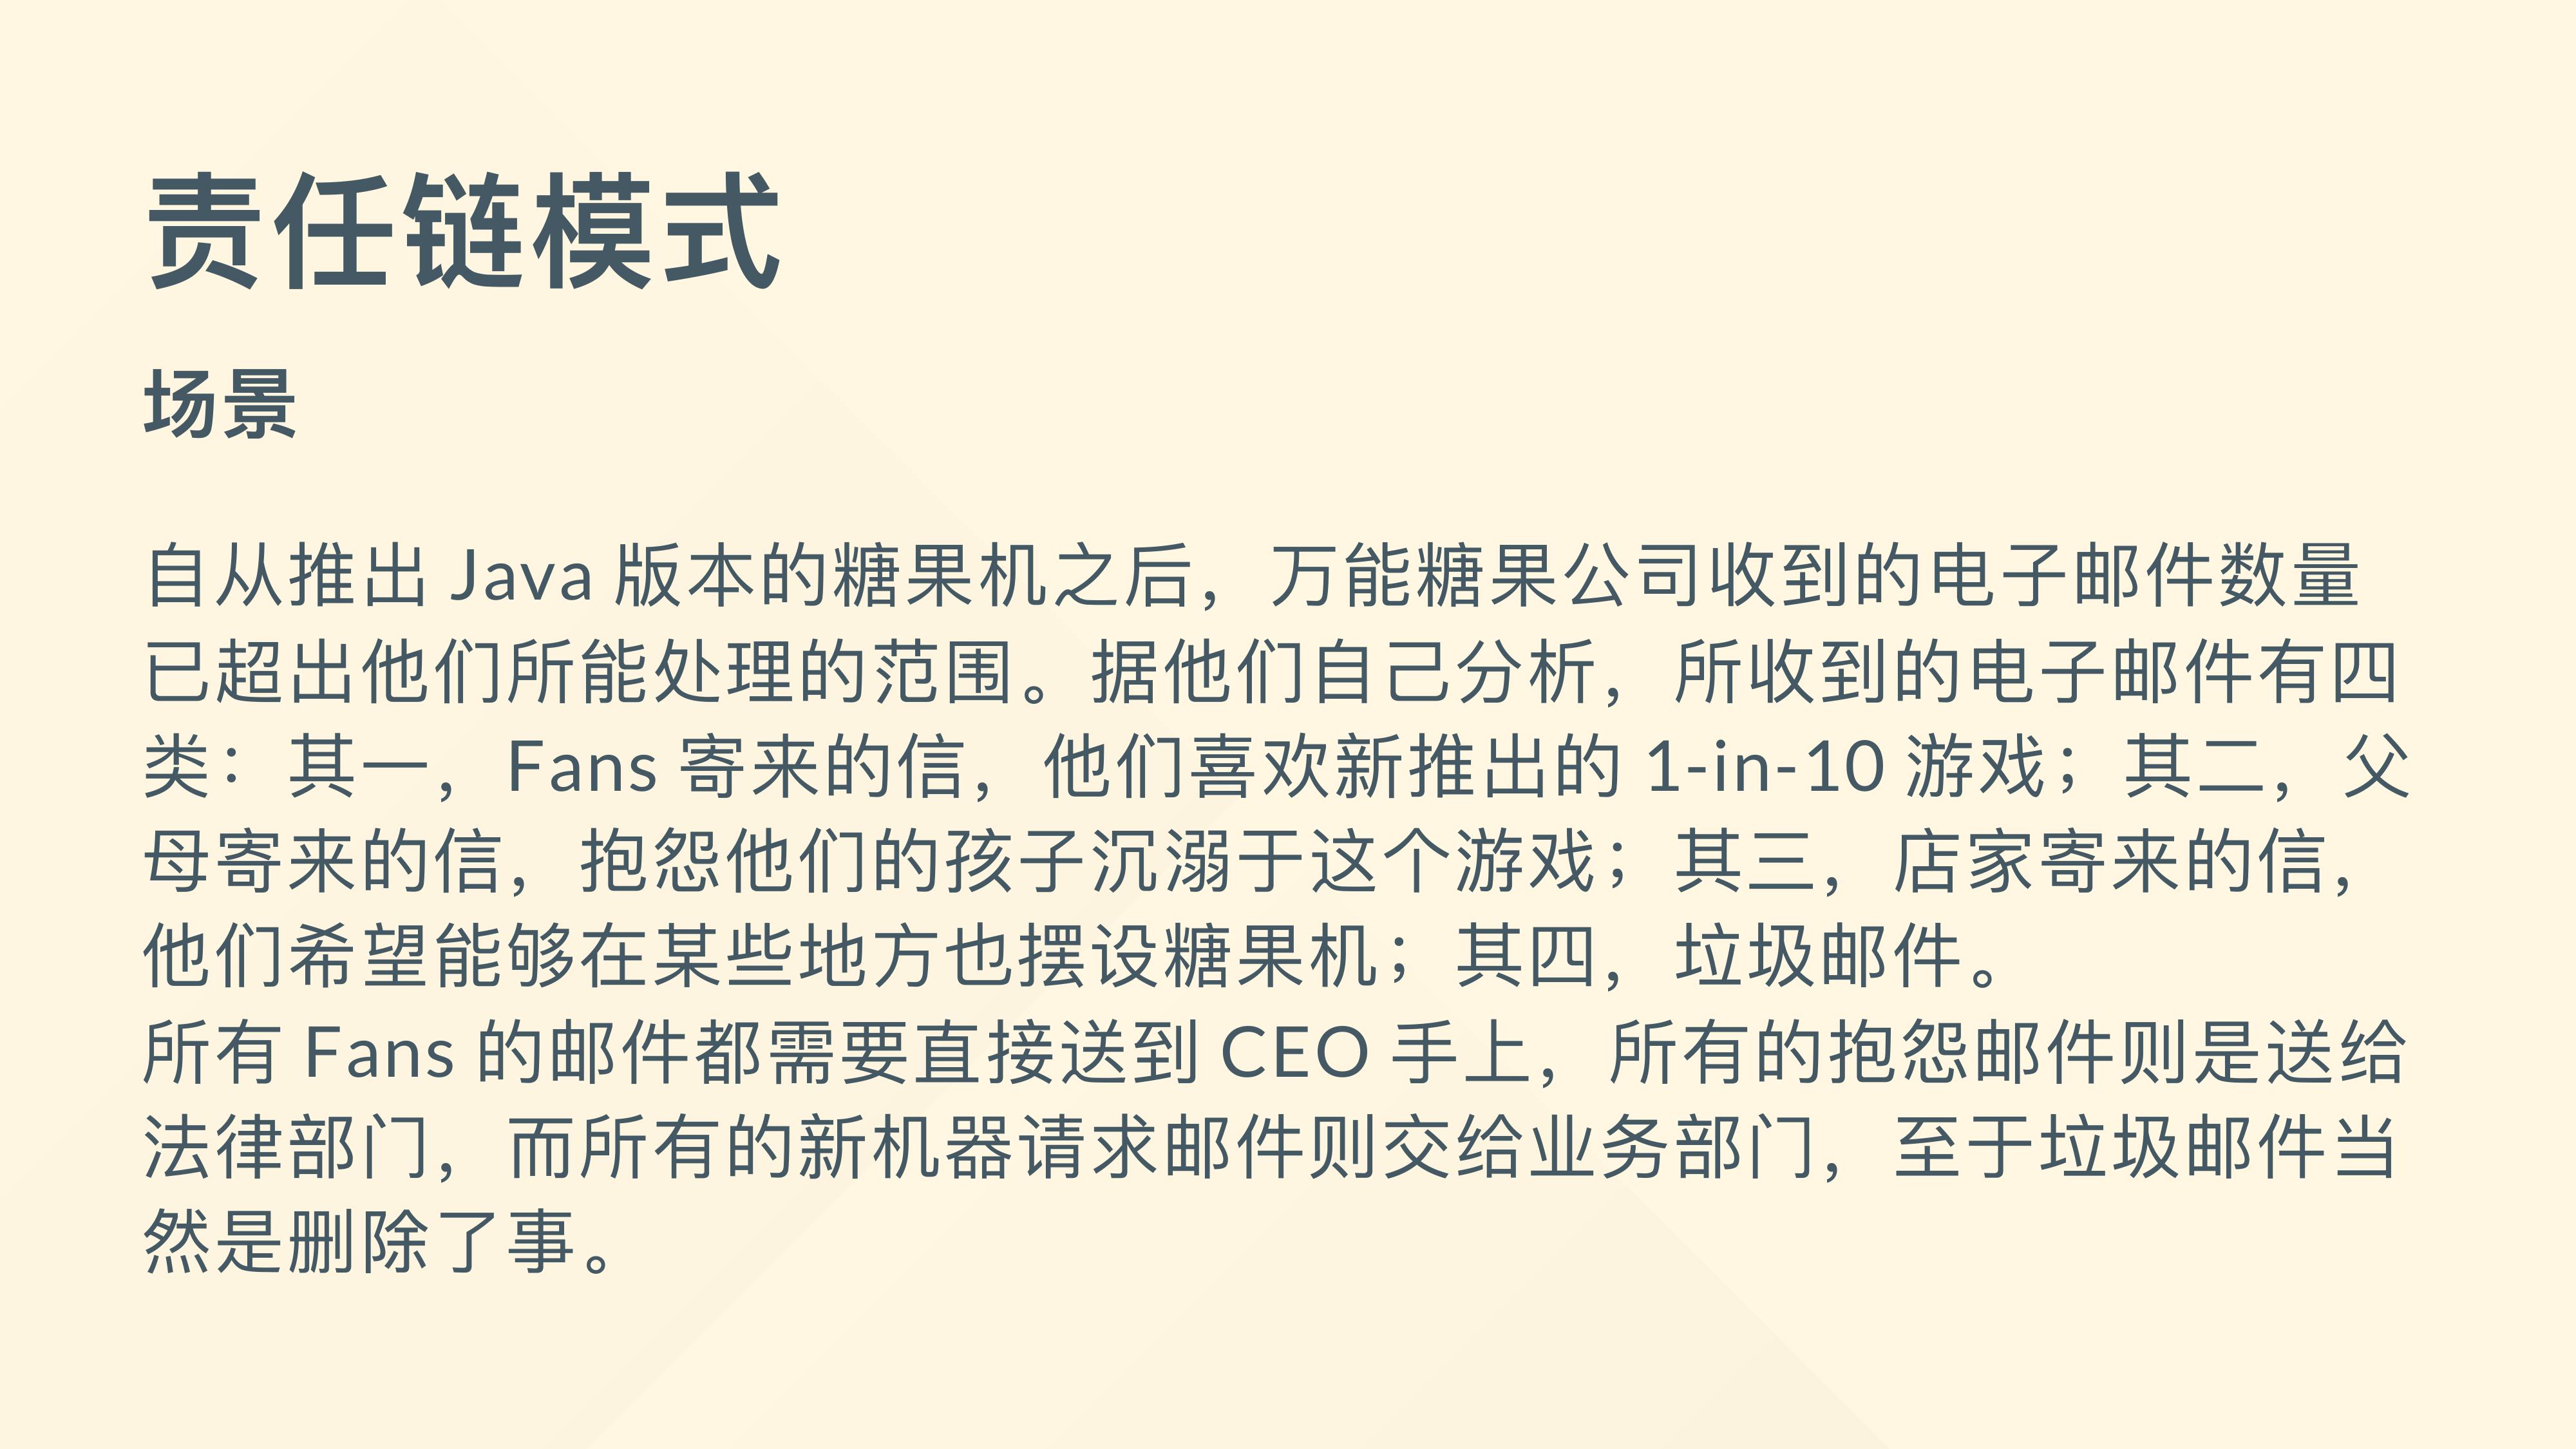 责任链模式
场景
自从推出 Java 版本的糖果机之后，万能糖果公司收到的电子邮件数量
已超出他们所能处理的范围。据他们自己分析，所收到的电子邮件有四
类：其一，Fans 寄来的信，他们喜欢新推出的 1-in-10 游戏；其二，父
母寄来的信，抱怨他们的孩子沉溺于这个游戏；其三，店家寄来的信，
他们希望能够在某些地方也摆设糖果机；其四，垃圾邮件。
所有 Fans 的邮件都需要直接送到 CEO 手上，所有的抱怨邮件则是送给
法律部门，而所有的新机器请求邮件则交给业务部门，至于垃圾邮件当
然是删除了事。